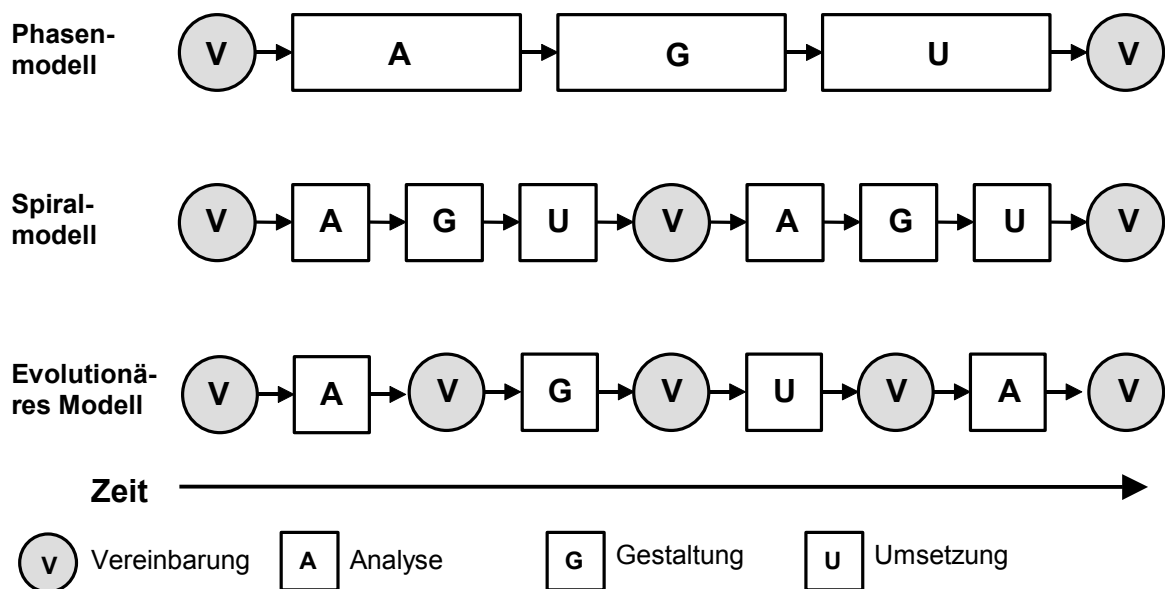 Phasen-
modell
V A G U V
Spiral-
modell
V A G U V A G U V
Evolutionä-
res Modell
V A V G V U V A V
Zeit
V Vereinbarung A Analyse G Gestaltung U Umsetzung